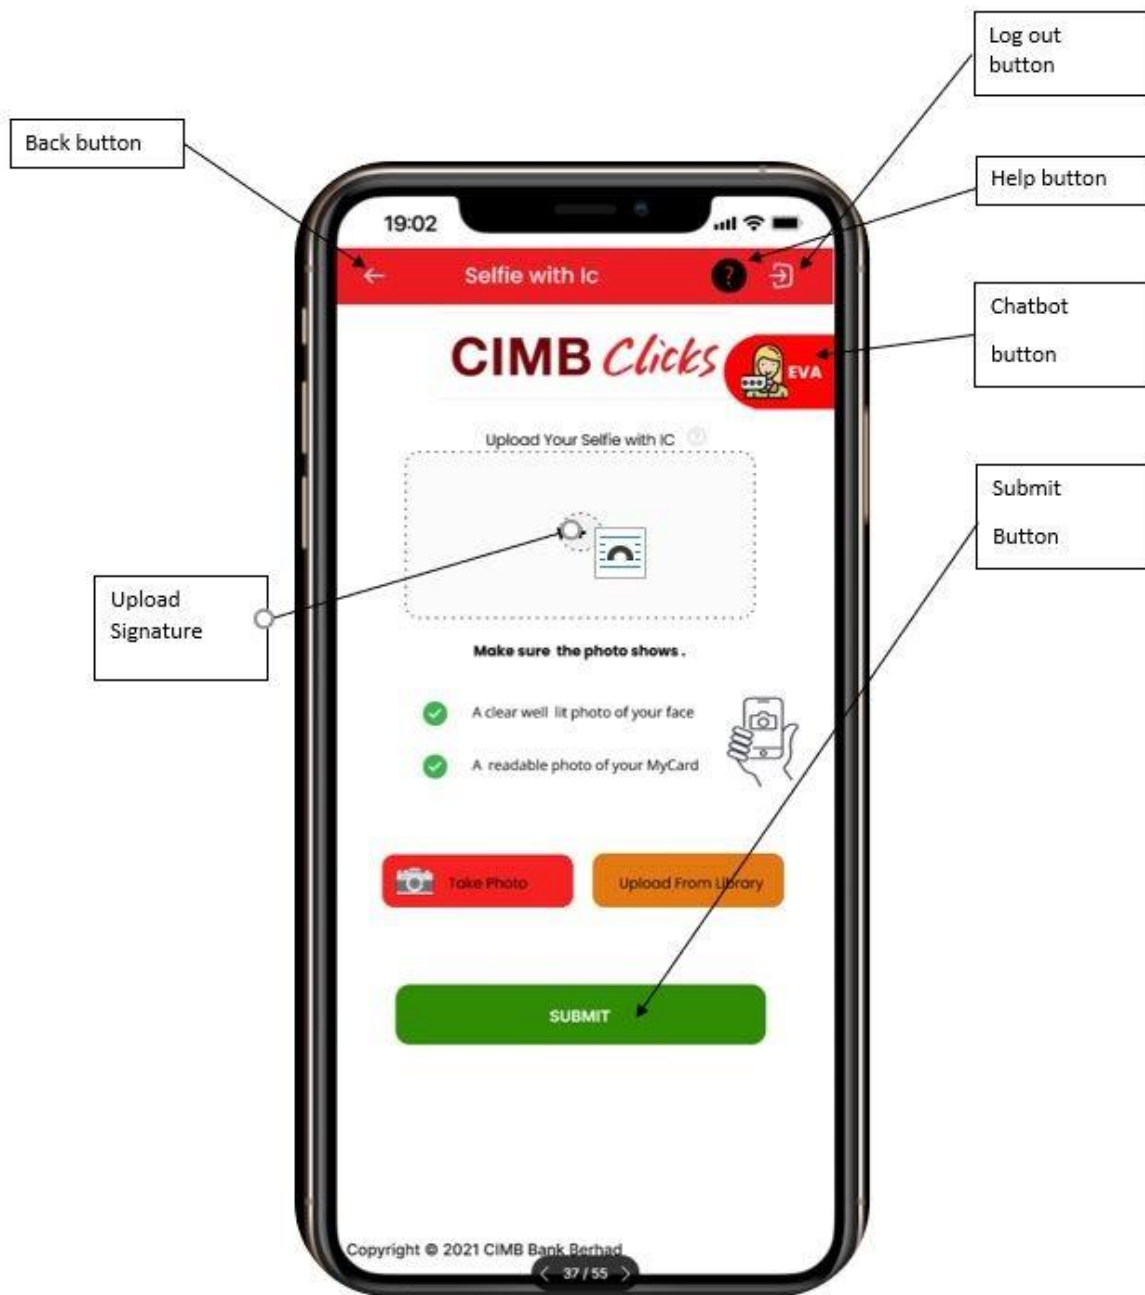 Log out
button
Back button
Help button
19:02
Selfie with Ic
?
CIMB Clicks
EVA
Chatbot
button
Upload Your Selfie with IC
?
Submit
Button
Upload
Signature
Make sure the photo shows .
A clear well lit photo of your face
A readable photo of your MyCard
Take Photo
Upload From Library
SUBMIT
Copyright © 2021 CIMB Bank Berhad
< 37 / 55 >